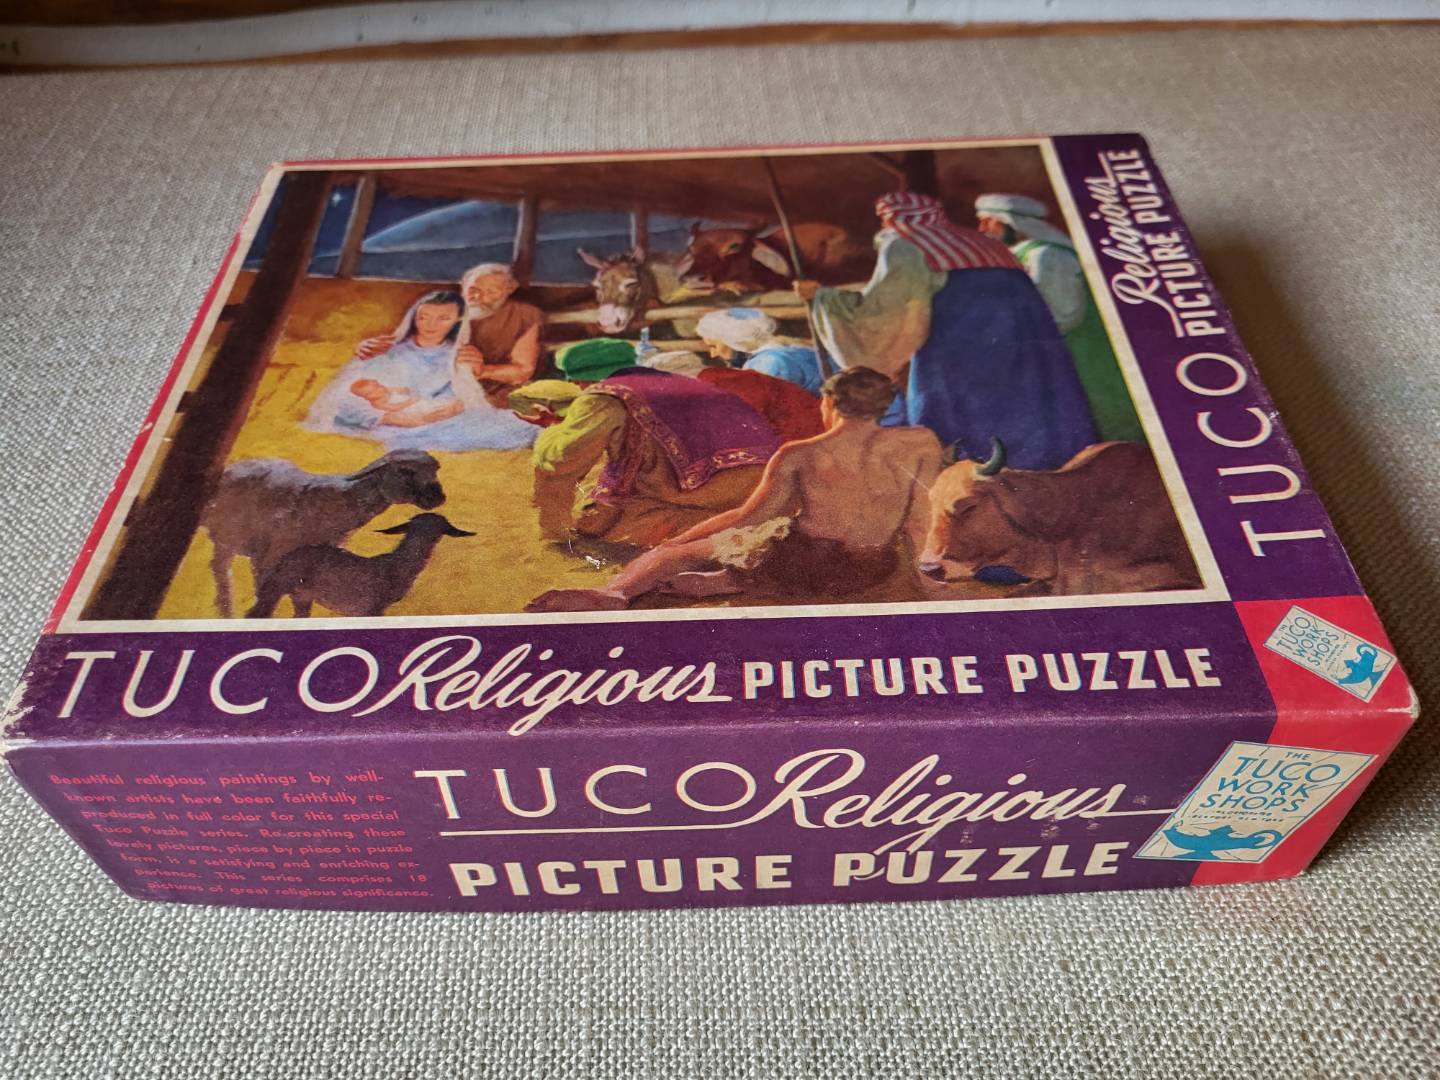 Religious
TUCO PICTURE PUZZLE
THE
TUCO
WORK
SHOPS
TUCO Religious PICTURE PUZZLE
Beautiful religious paintings by well-
known artists have been faithfully re-
produced in full color for this special
Tuco Puzzle series. Re-creating these
lovely pictures, piece by piece in puzzle
form, is a satisfying and enriching ex-
perience. This series comprises 18
pictures of great religious significance.
TUCO Religious
PICTURE PUZZLE
THE
TUCO
WORK
SHOPS